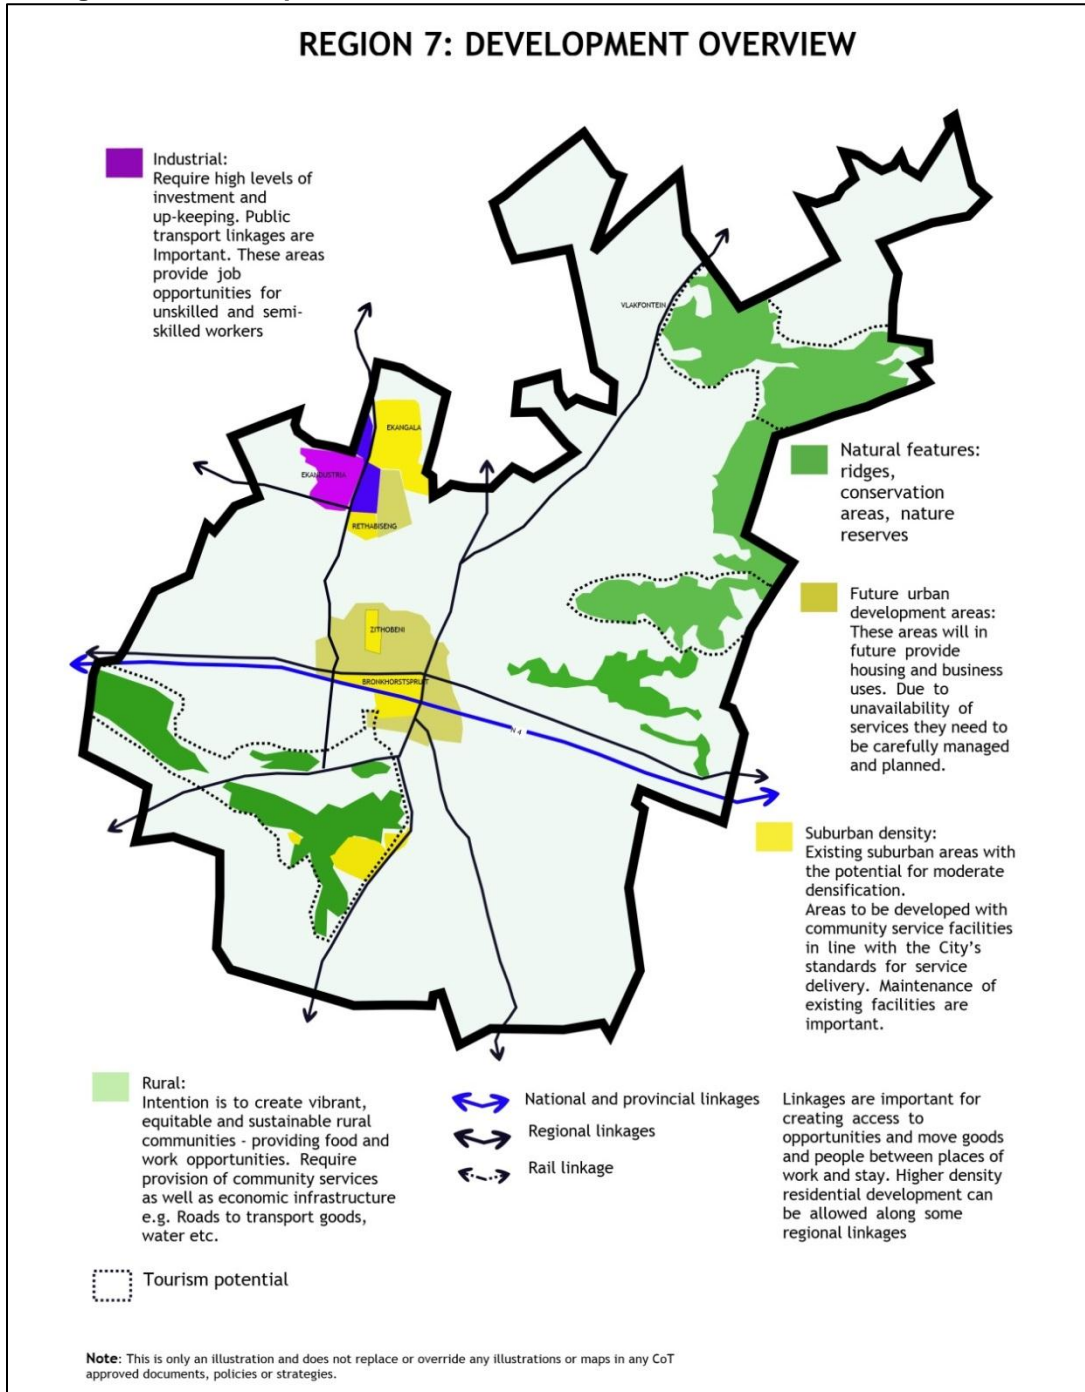 REGION 7: DEVELOPMENT OVERVIEW
Industrial:
Require high levels of
investment and
up-keeping. Public
transport linkages are
Important. These areas
provide job
opportunities for
unskilled and semi-
skilled workers
VLAKFONTEIN
EKANGALA
EKANDUSTRIA
RETHABISENG
ZITHOBENI
BRONKHORSTSPRUIT
N4
Natural features:
ridges,
conservation
areas, nature
reserves
Future urban
development areas:
These areas will in
future provide
housing and business
uses. Due to
unavailability of
services they need to
be carefully managed
and planned.
Suburban density:
Existing suburban areas with
the potential for moderate
densification.
Areas to be developed with
community service facilities
in line with the City's
standards for service
delivery. Maintenance of
existing facilities are
important.
Rural:
Intention is to create vibrant,
equitable and sustainable rural
communities - providing food and
work opportunities. Require
provision of community services
as well as economic infrastructure
e.g. Roads to transport goods,
water etc.
Tourism potential
National and provincial linkages
Regional linkages
Rail linkage
Linkages are important for
creating access to
opportunities and move goods
and people between places of
work and stay. Higher density
residential development can
be allowed along some
regional linkages
Note: This is only an illustration and does not replace or override any illustrations or maps in any CoT
approved documents, policies or strategies.